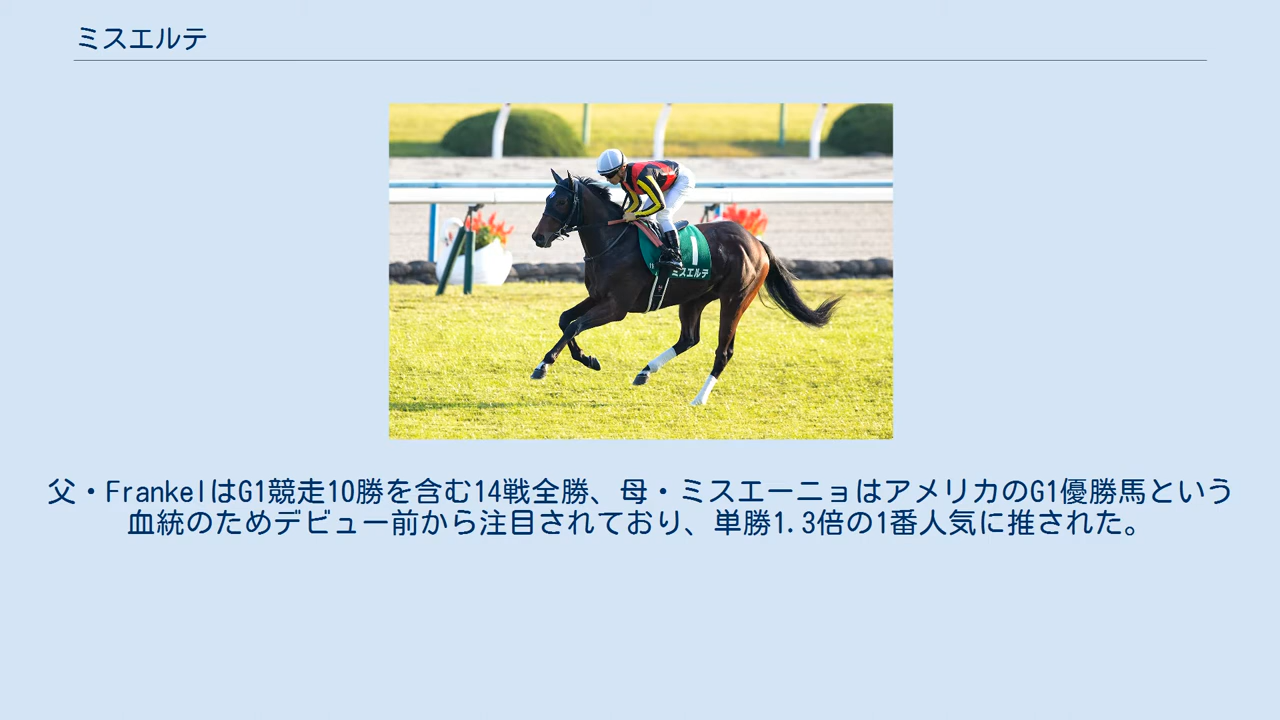 ミスエルテ
1
ミスエルテ
父・FrankelはG1競走10勝を含む14戦全勝、母・ミスエーニョはアメリカのG1優勝馬という
血統のためデビュー前から注目されており、単勝1.3倍の1番人気に推された。